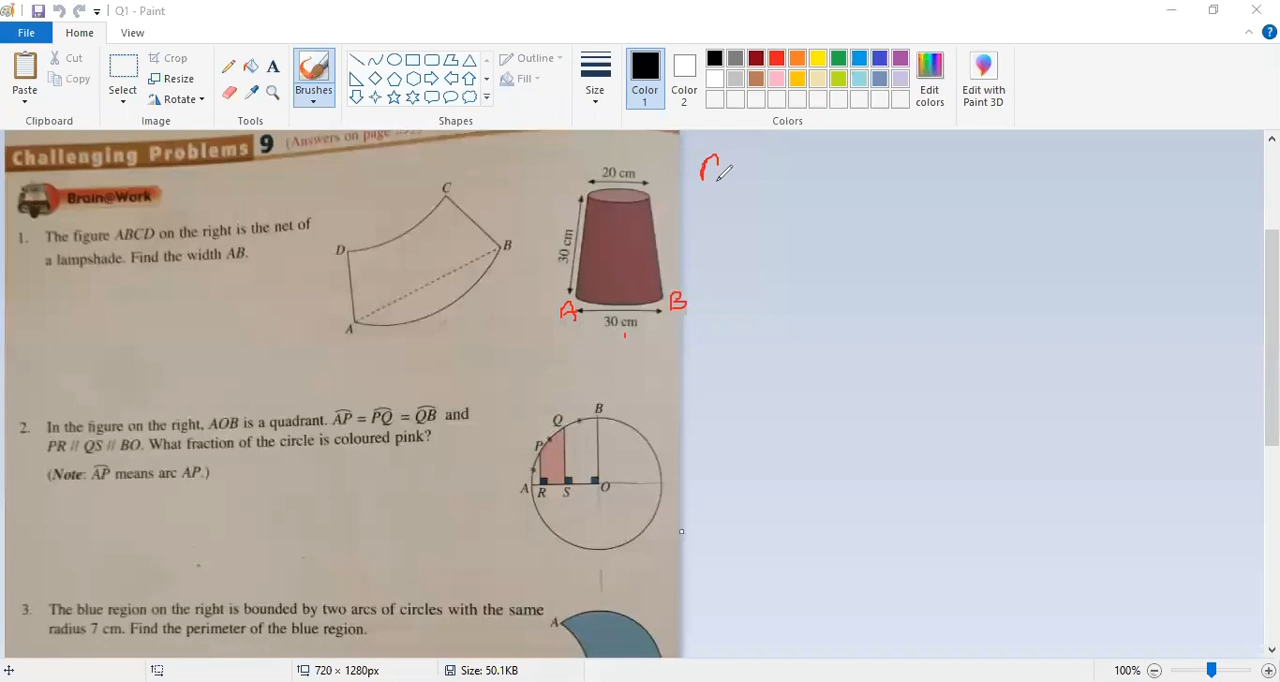 Q1 - Paint
File Home View
Paste Cut Copy Clipboard
Select Crop Resize Rotate Image
Tools
Brushes
Shapes Outline Fill
Size
Color 1 Color 2
Colors
Edit colors
Edit with Paint 3D
Challenging Problems 9 (Answers on page
Brain@Work
1. The figure ABCD on the right is the net of
a lampshade. Find the width AB.
D C B A
20 cm
30 cm
A B
30 cm
2. In the figure on the right, AOB is a quadrant. AP = PQ = QB and
PR // QS // BO. What fraction of the circle is coloured pink?
(Note: AP means arc AP.)
B
Q
P
A R S O
3. The blue region on the right is bounded by two arcs of circles with the same
radius 7 cm. Find the perimeter of the blue region.
A
720 × 1280px Size: 50.1KB 100%